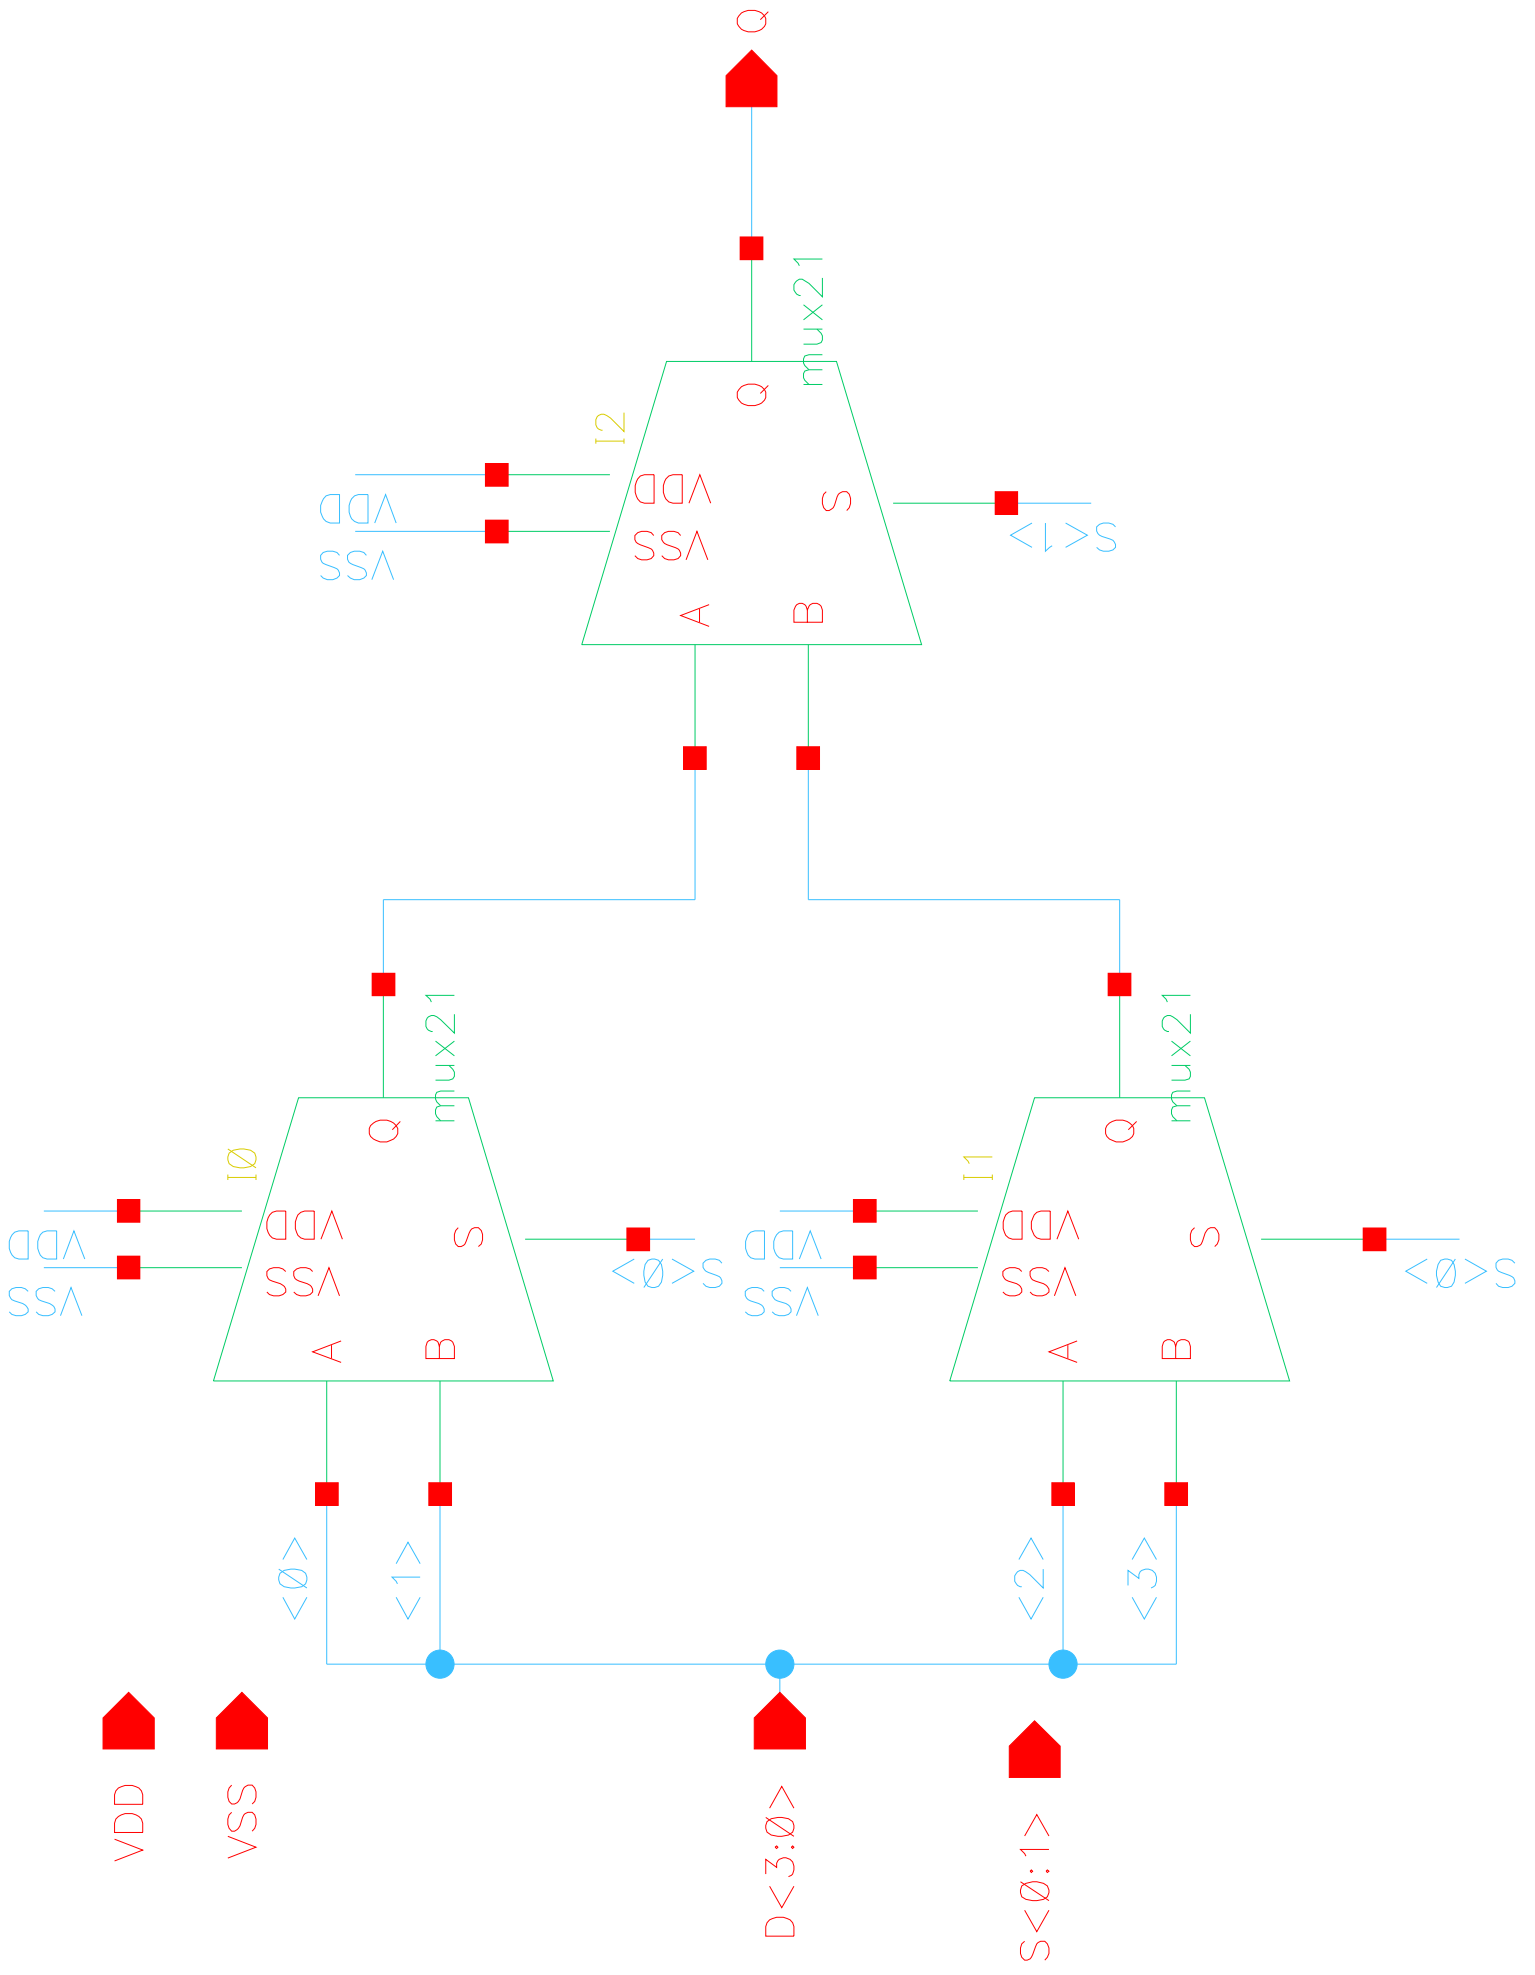 Q
mux21
Q
I2
VDD
VDD
S
VSS
VSS
S<1>
A
B
mux21
mux21
Q
Q
I0
I1
VDD
VDD
S
VDD
VDD
S
VSS
VSS
S<0>
VSS
VSS
S<0>
A
B
A
B
<0>
<1>
<2>
<3>
VDD
VSS
D<3:0>
S<0:1>